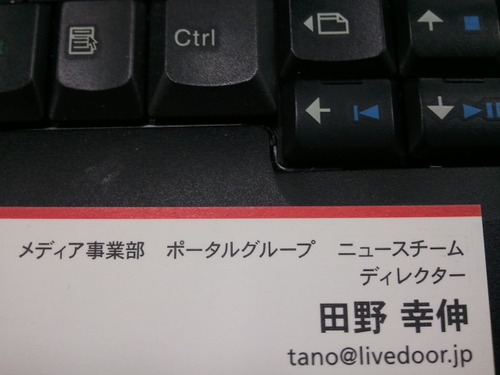 Ctrl
メディア事業部 ポータルグループ ニュースチーム
ディレクター
田野 幸伸
tano@livedoor.jp